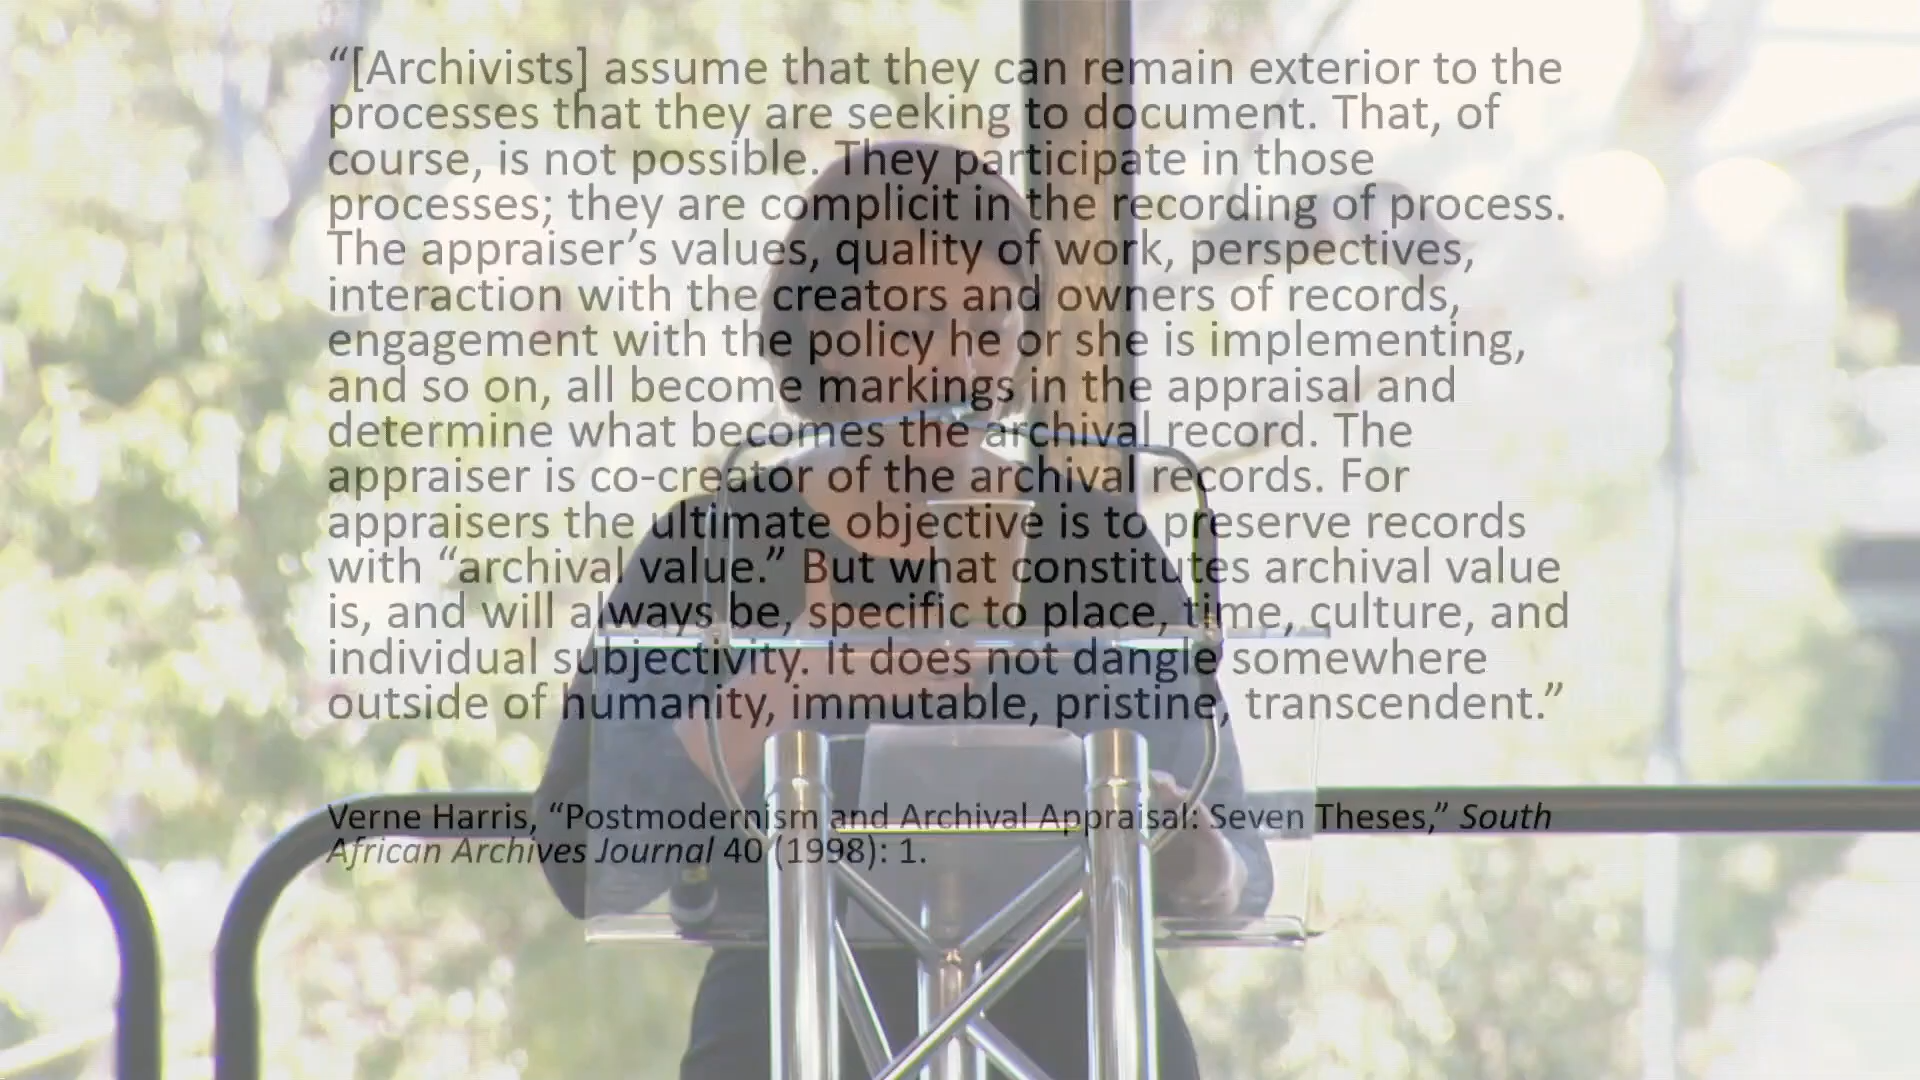 “[Archivists] assume that they can remain exterior to the
processes that they are seeking to document. That, of
course, is not possible. They participate in those
processes; they are complicit in the recording of process.
The appraiser’s values, quality of work, perspectives,
interaction with the creators and owners of records,
engagement with the policy he or she is implementing,
and so on, all become markings in the appraisal and
determine what becomes the archival record. The
appraiser is co-creator of the archival records. For
appraisers the ultimate objective is to preserve records
with “archival value.” But what constitutes archival value
is, and will always be, specific to place, time, culture, and
individual subjectivity. It does not dangle somewhere
outside of humanity, immutable, pristine, transcendent.”
Verne Harris, “Postmodernism and Archival Appraisal: Seven Theses,” South
African Archives Journal 40 (1998): 1.